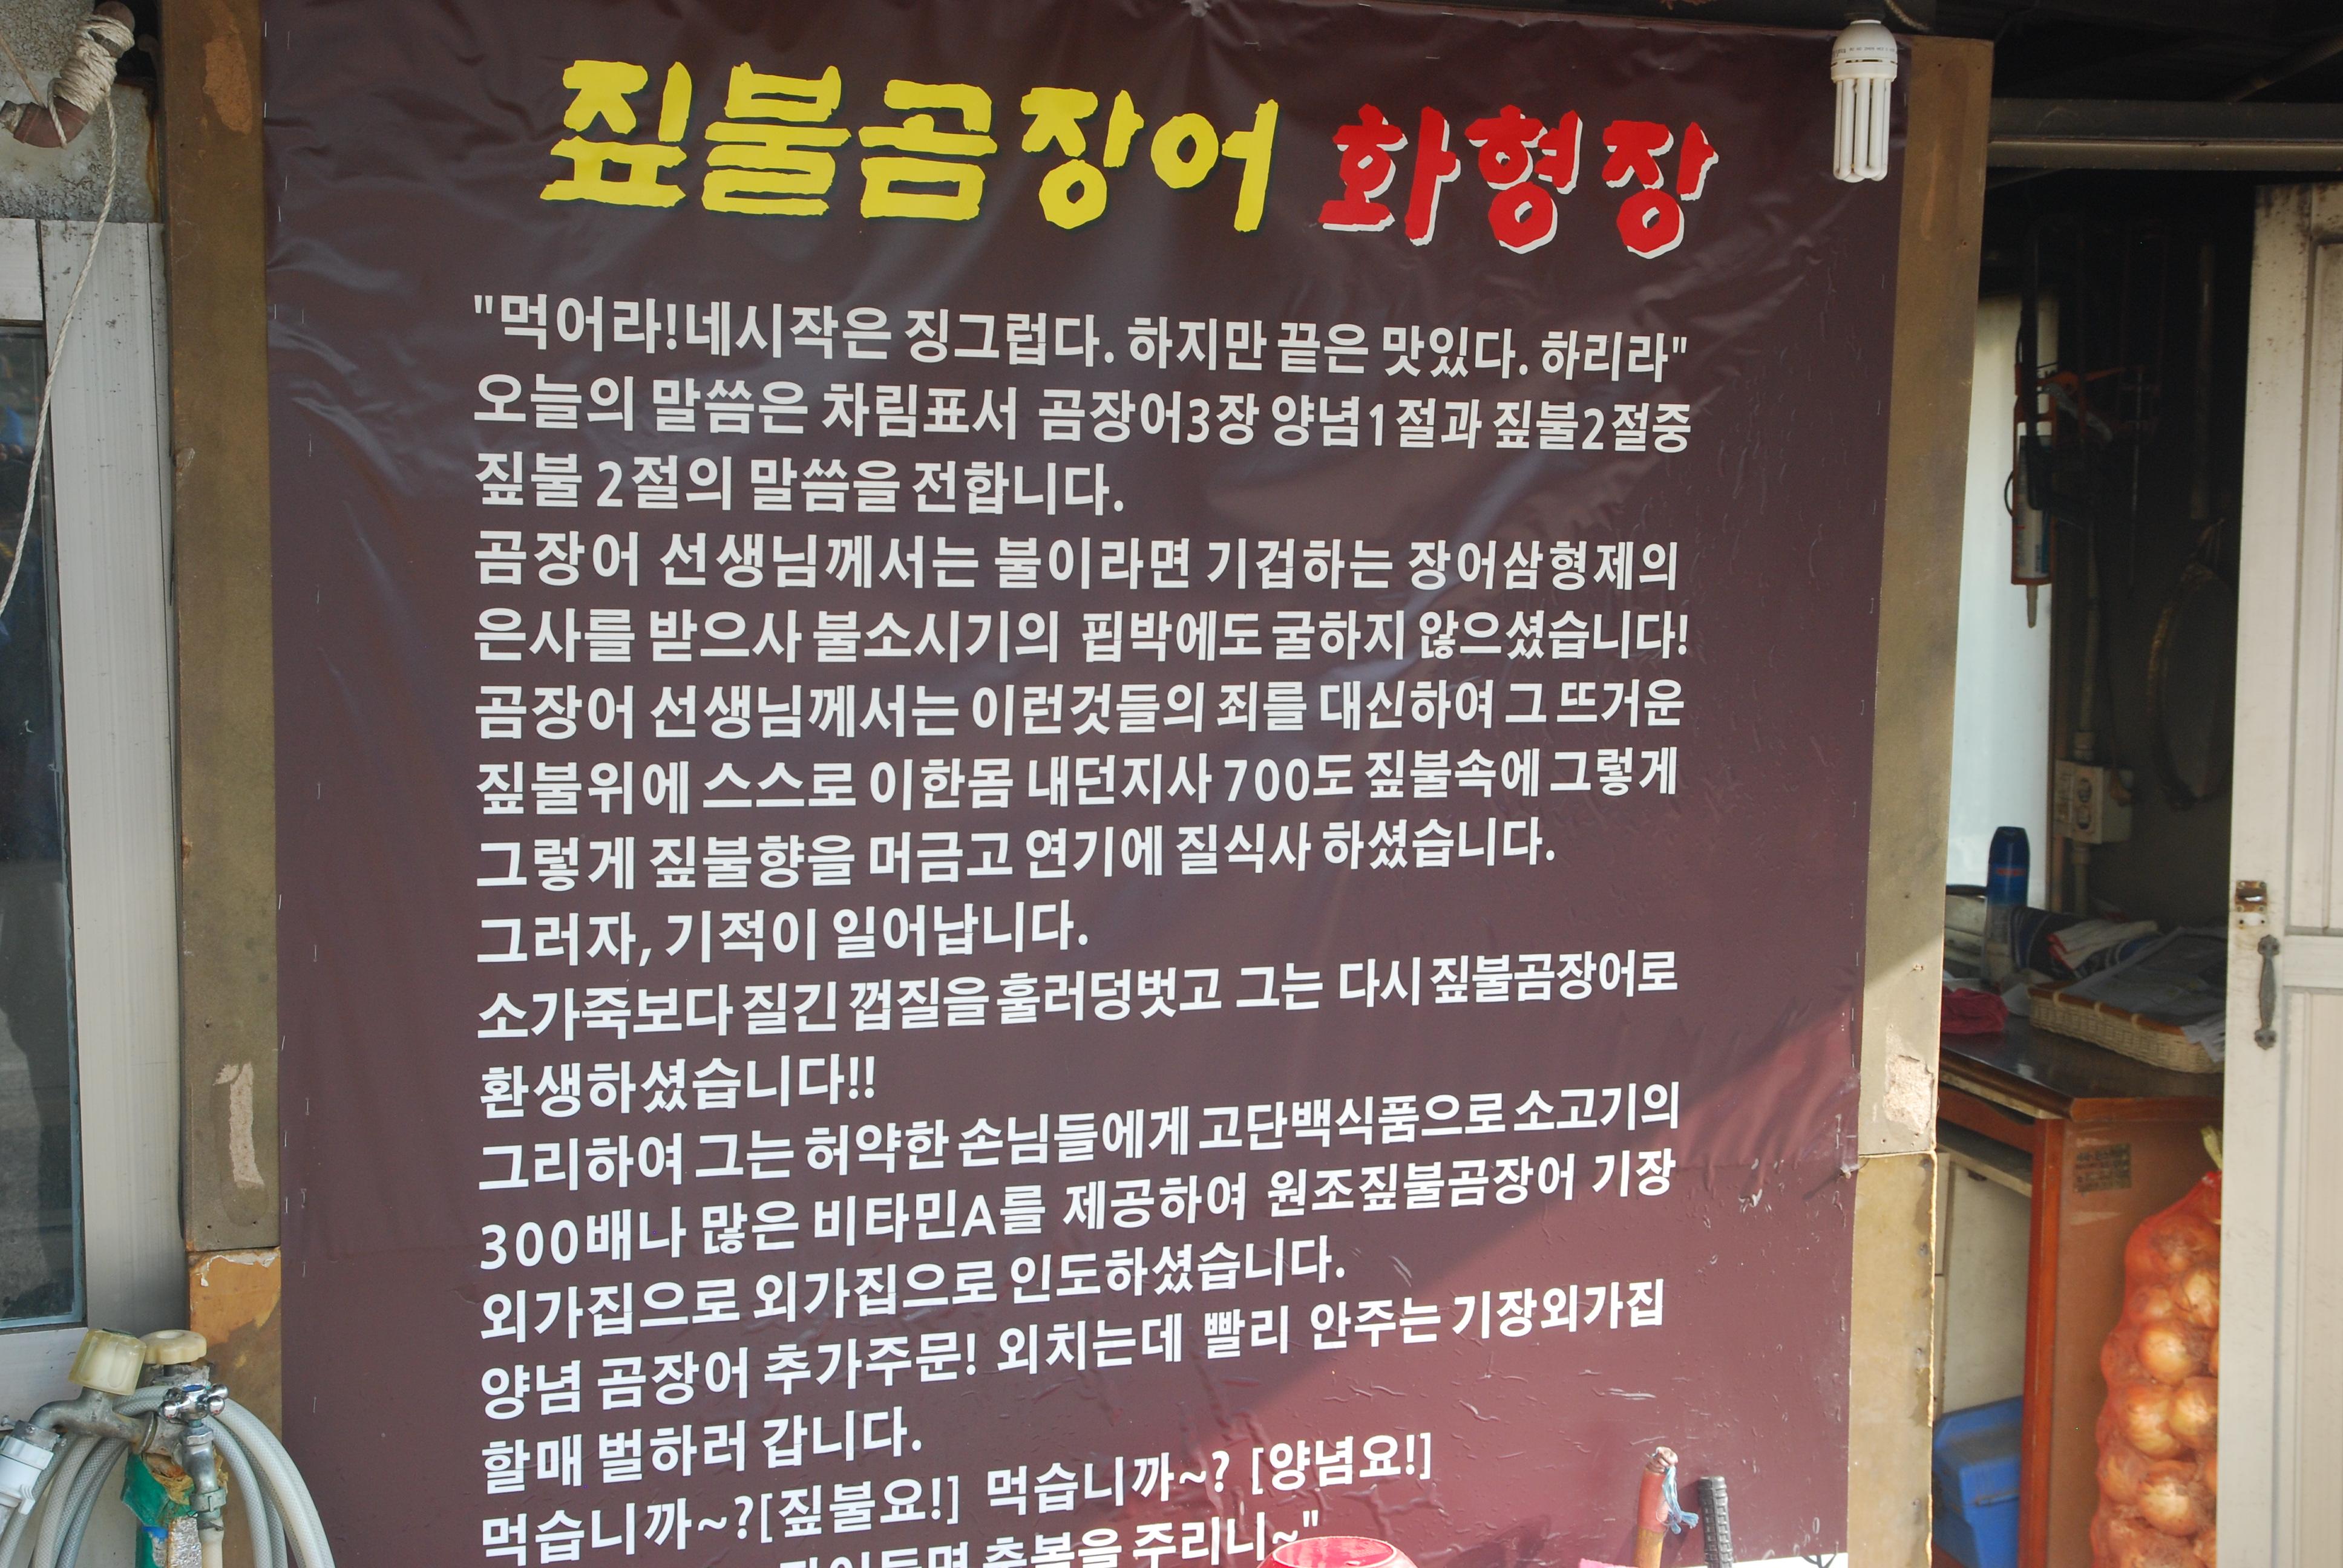 짚불곰장어 화형장
"먹어라!네시작은 징그럽다. 하지만 끝은 맛있다. 하리라"
오늘의 말씀은 차림표서 곰장어3장 양념1절과 짚불2절중
짚불 2절의 말씀을 전합니다.
곰장어 선생님께서는 불이라면 기겁하는 장어삼형제의
은사를 받으사 불소시기의 핍박에도 굴하지 않으셨습니다!
곰장어 선생님께서는 이런것들의 죄를 대신하여 그 뜨거운
짚불위에 스스로 이한몸 내던지사 700도 짚불속에 그렇게
그렇게 짚불향을 머금고 연기에 질식사 하셨습니다.
그러자, 기적이 일어납니다.
소가죽보다 질긴 껍질을 훌러덩벗고 그는 다시 짚불곰장어로
환생하셨습니다!!
그리하여 그는 허약한 손님들에게 고단백식품으로 소고기의
300배나 많은 비타민A를 제공하여 원조짚불곰장어 기장
외가집으로 외가집으로 인도하셨습니다.
양념 곰장어 추가주문! 외치는데 빨리 안주는 기장외가집
할매 벌하러 갑니다.
먹습니까~?[짚불요!] 먹습니까~? [양념요!]
축복을 주리니~"